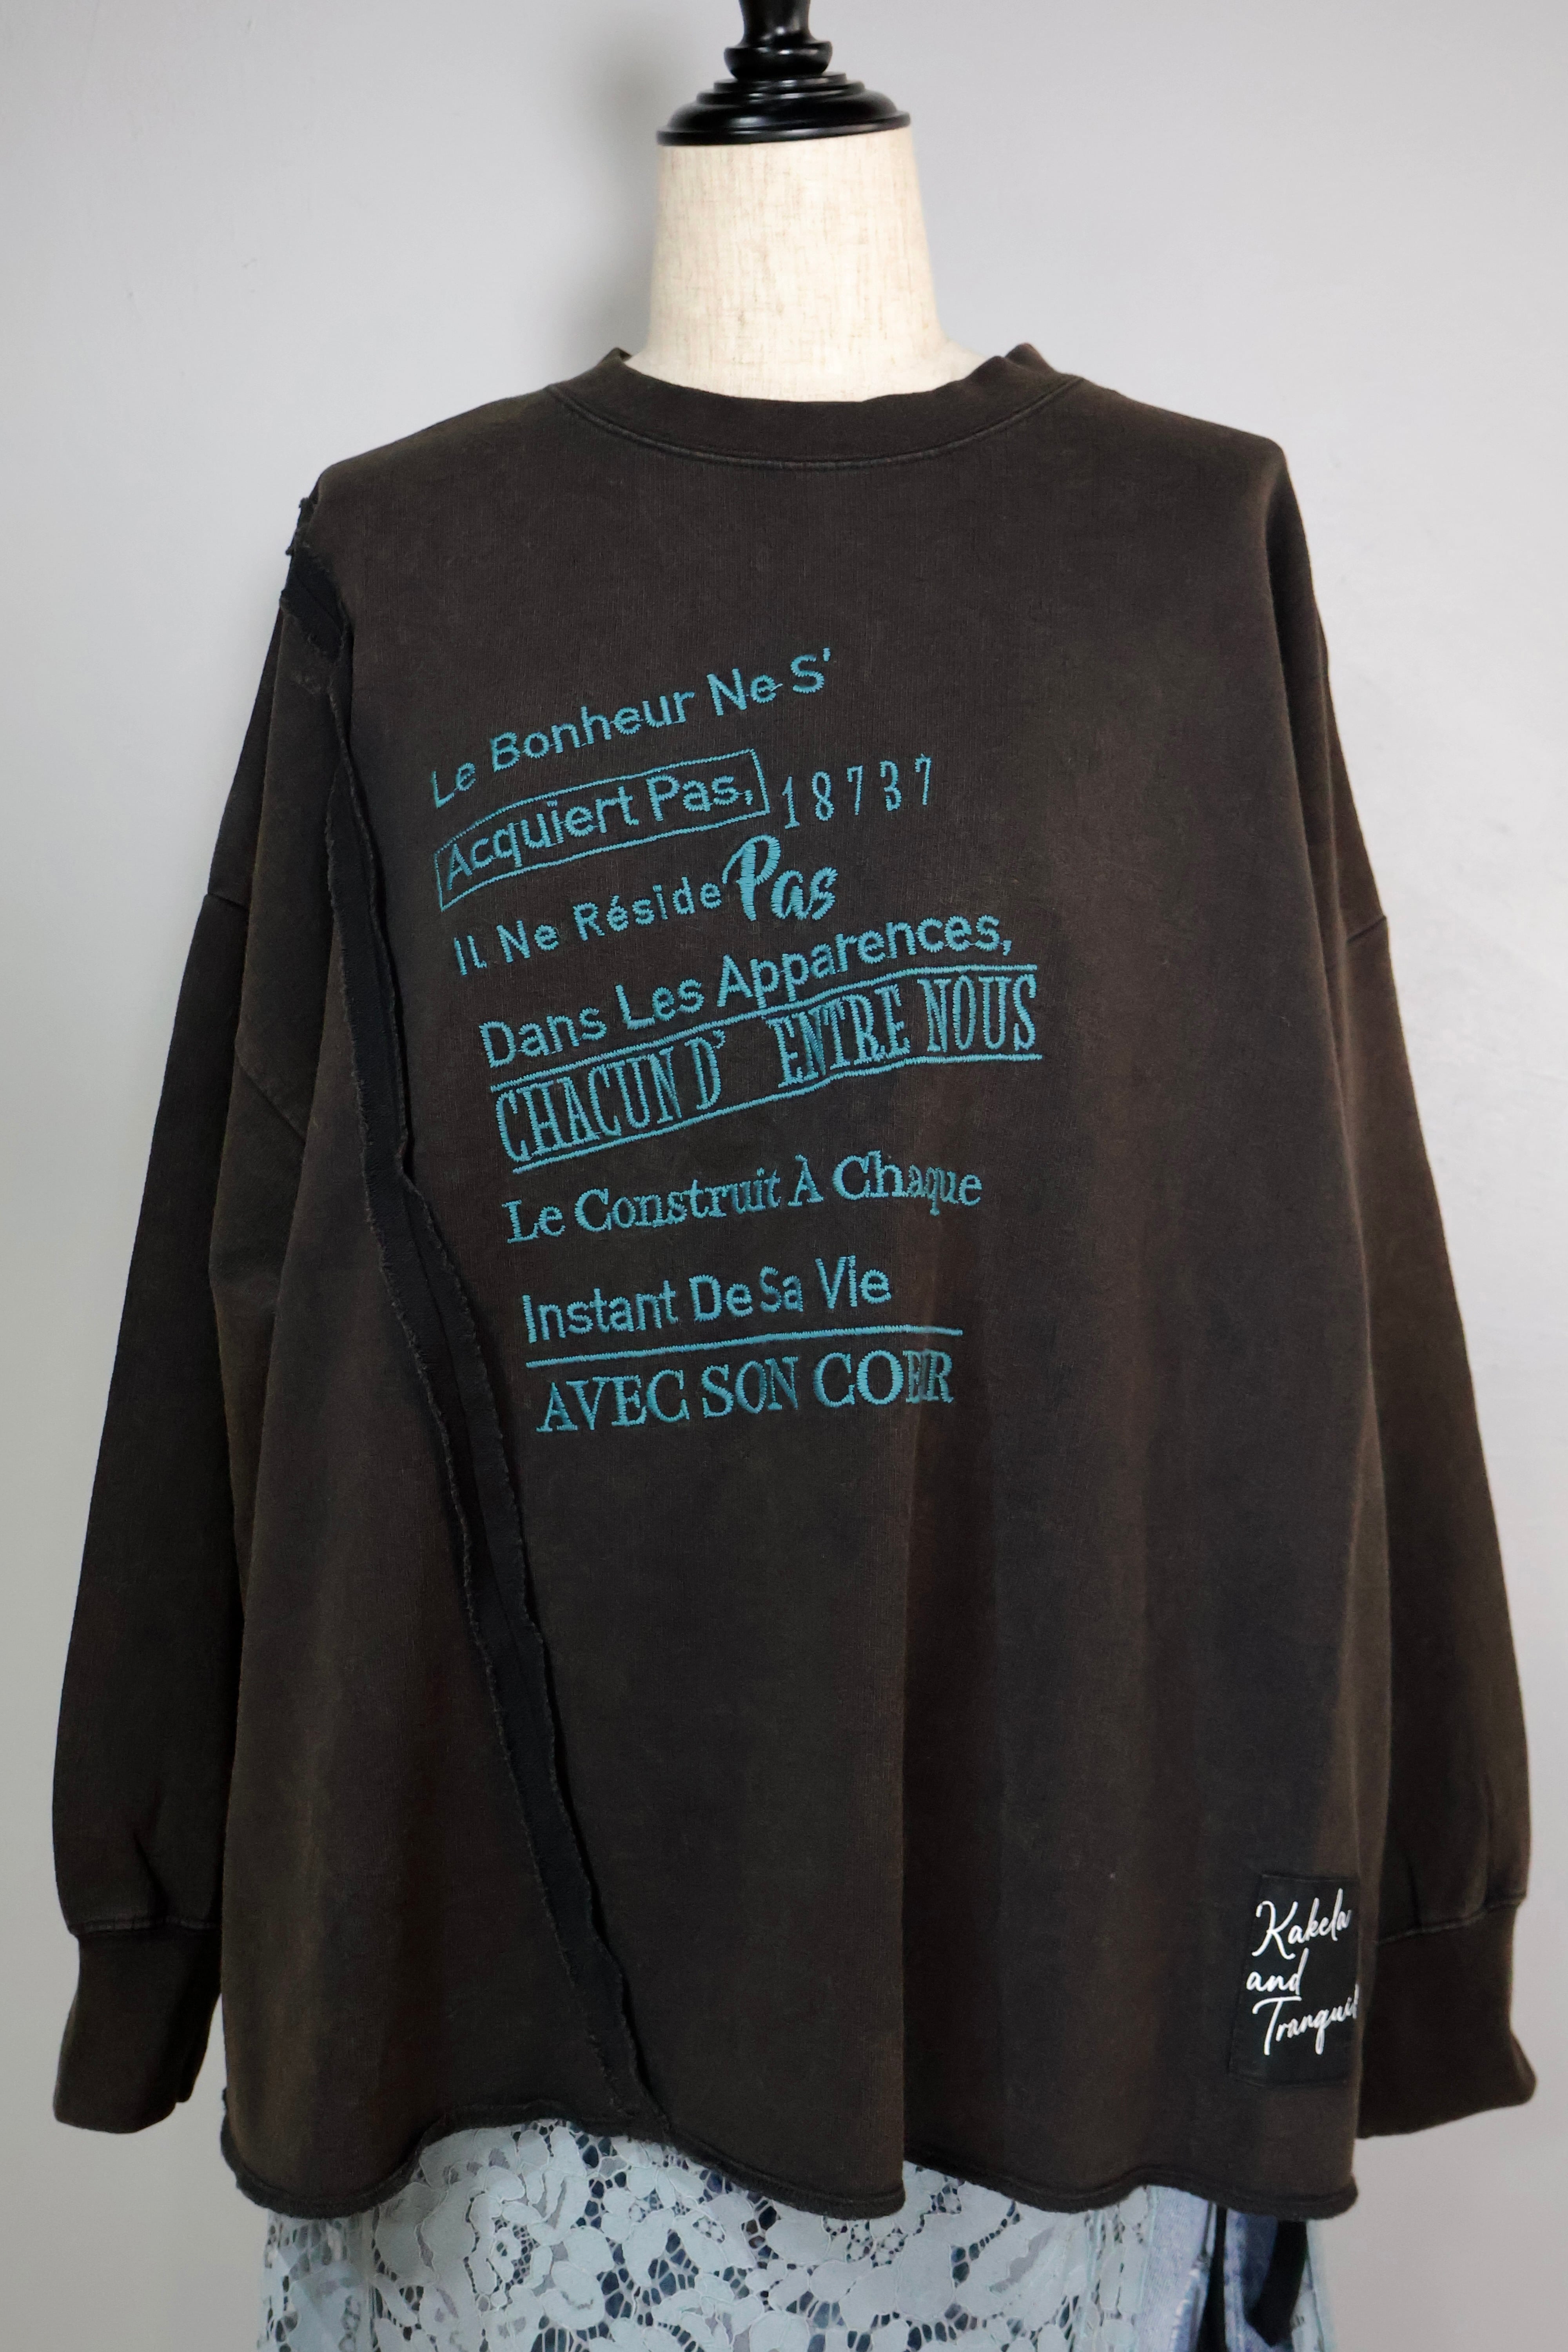 Le Bonheur Ne S'
Acquiert Pas, 18737
Il Ne Réside Pas
Dans Les Apparences,
CHACUN D' ENTRE NOUS
Le Construit À Chaque
Instant De Sa Vie
AVEC SON COEUR
Kakela
and